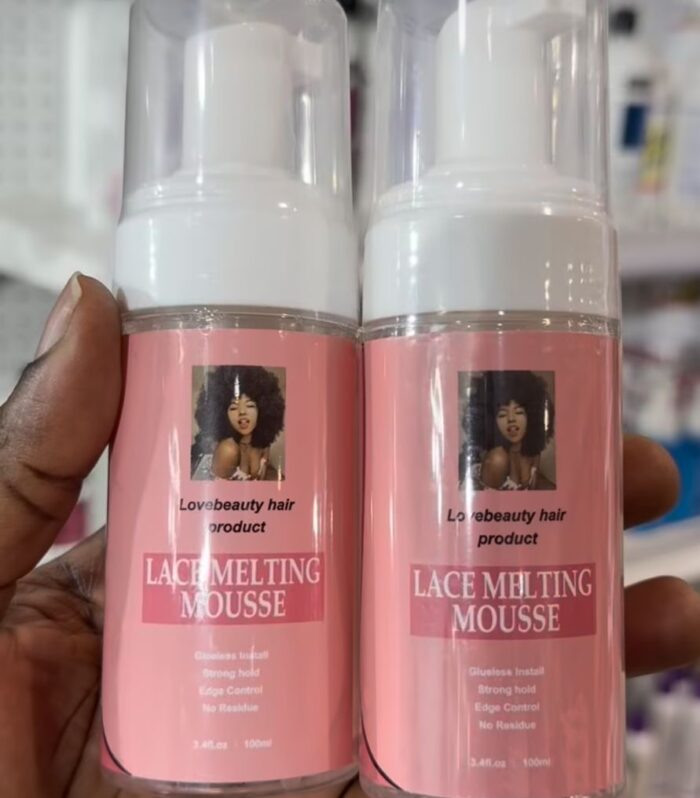 Lovebeauty hair
product
LACE MELTING
MOUSSE
Glueless Install
Strong hold
Edge Control
No Residue
3.4fl.oz 100ml
Lovebeauty hair
product
LACE MELTING
MOUSSE
Glueless Install
Strong hold
Edge Control
No Residue
3.4fl.oz 100ml